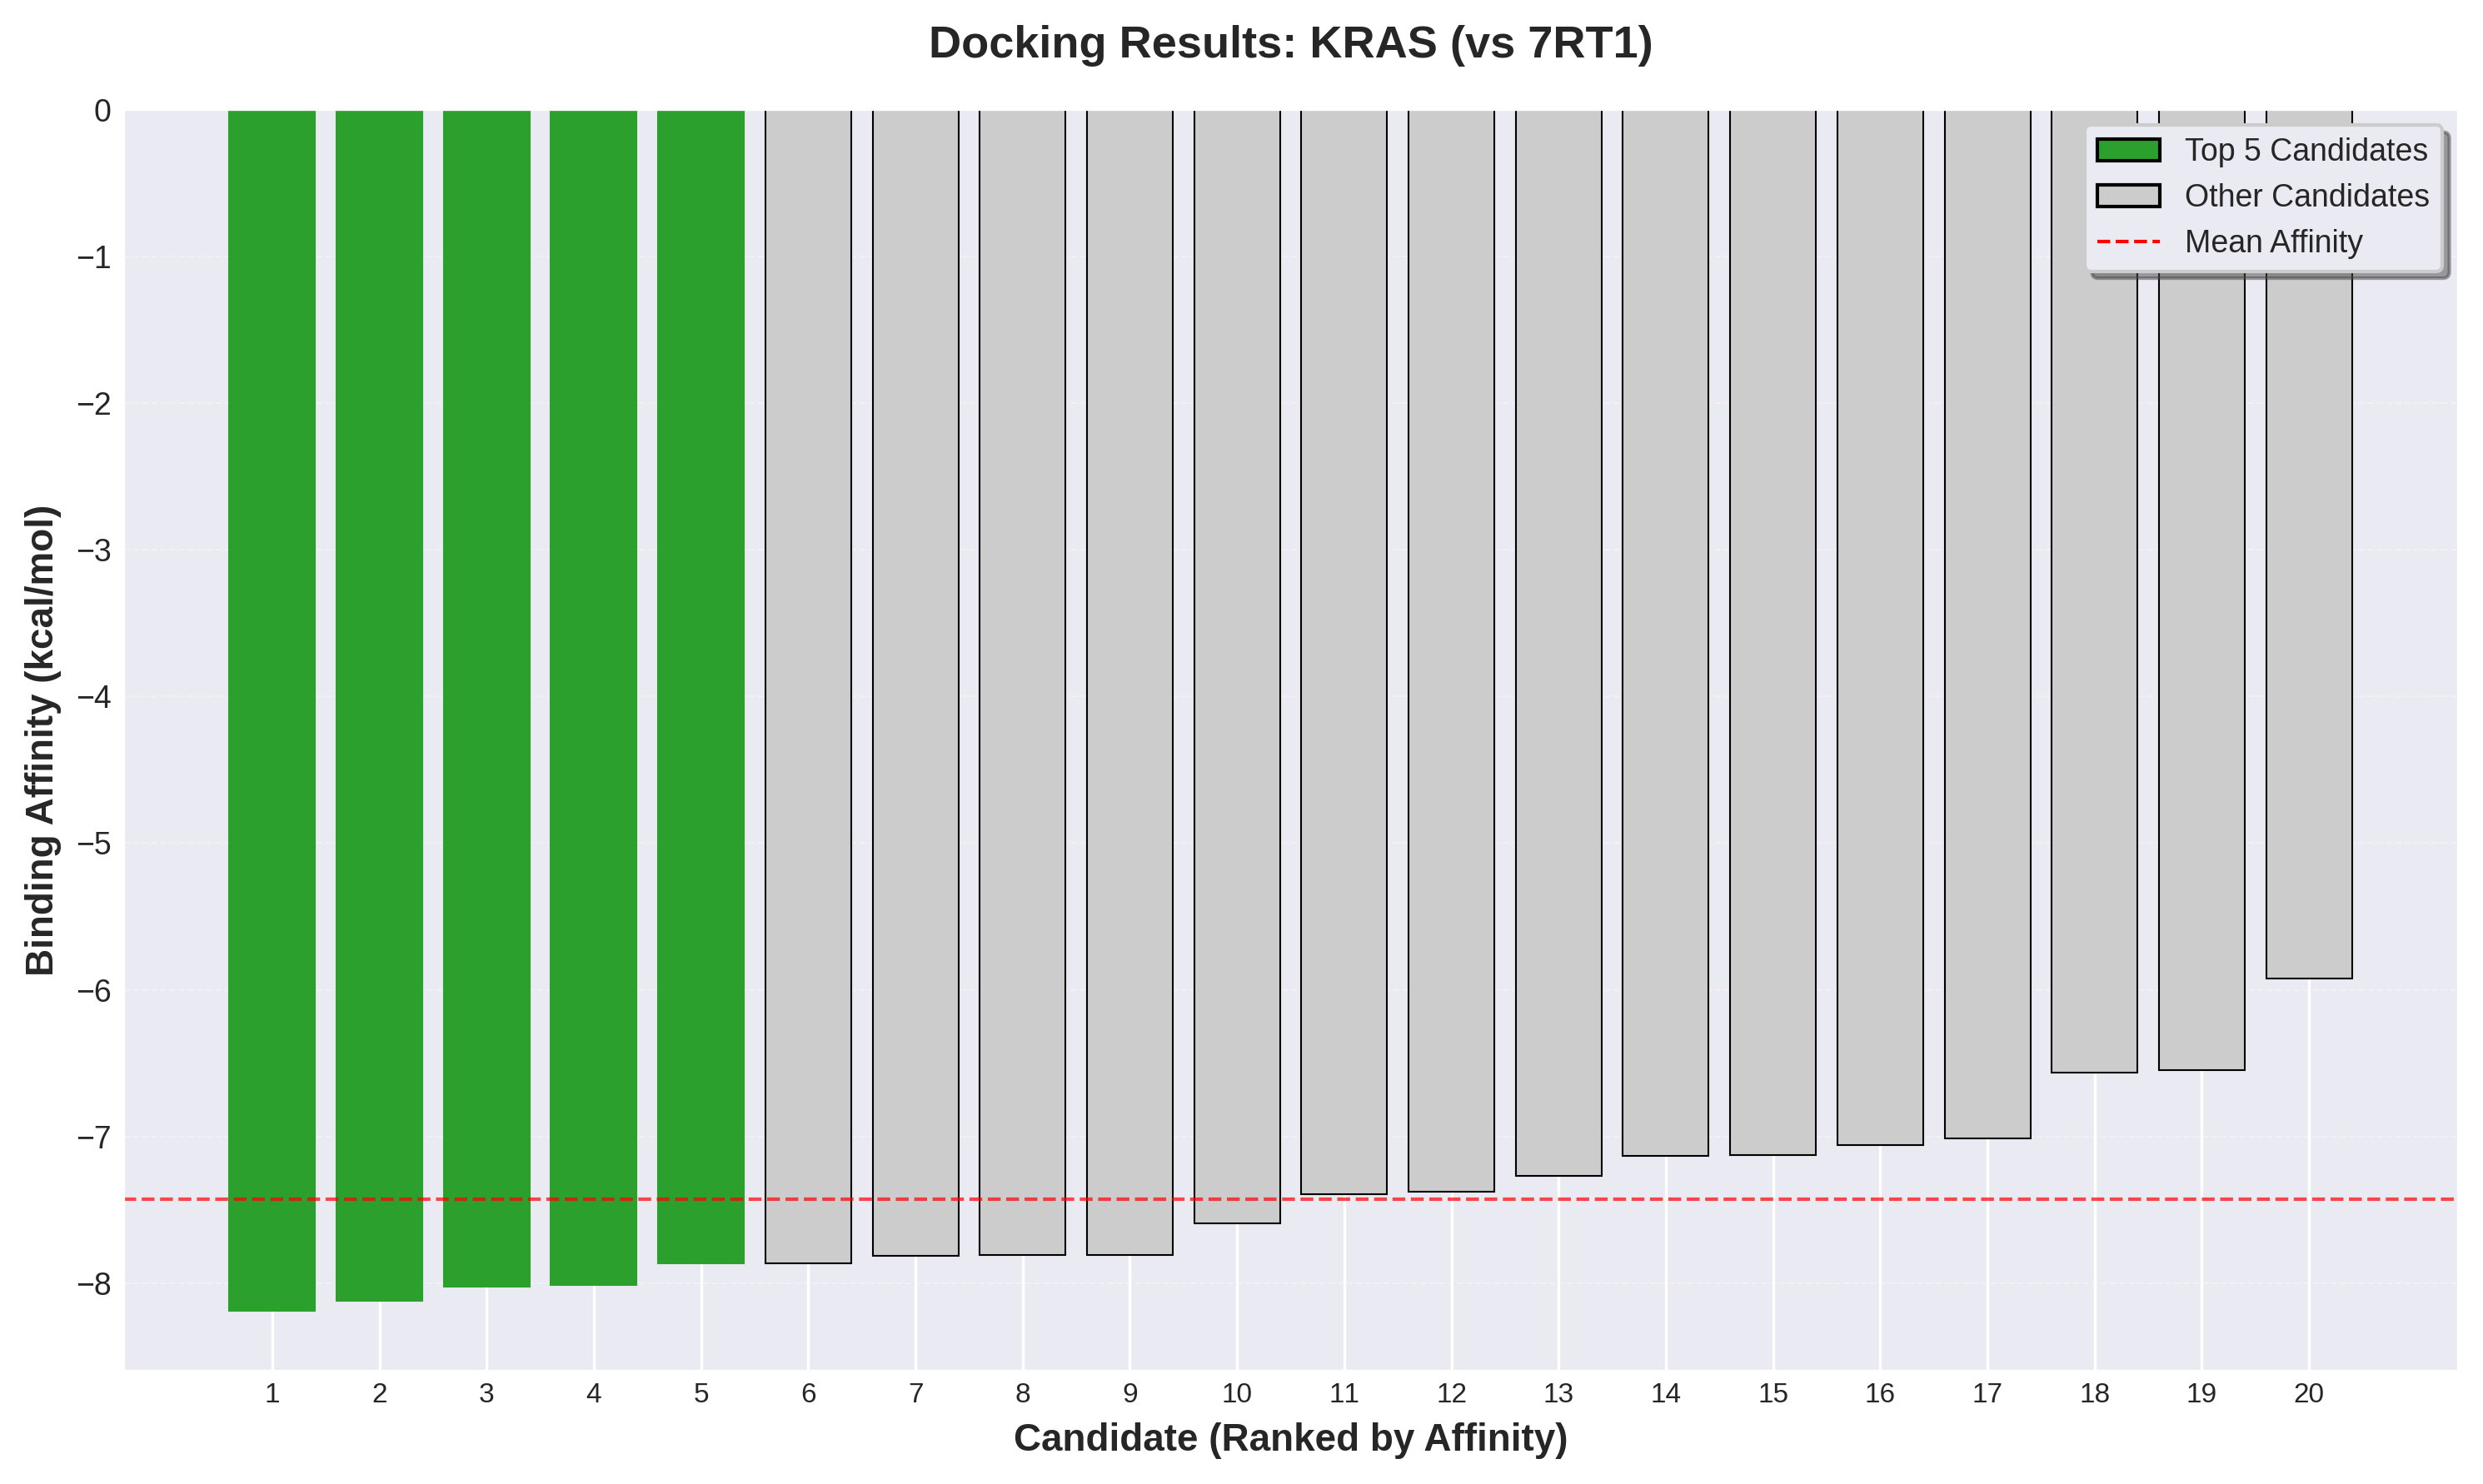 Docking Results: KRAS (vs 7RT1)
Top 5 Candidates
Other Candidates
Mean Affinity
Binding Affinity (kcal/mol)
0
−1
−2
−3
−4
−5
−6
−7
−8
1 2 3 4 5 6 7 8 9 10 11 12 13 14 15 16 17 18 19 20
Candidate (Ranked by Affinity)